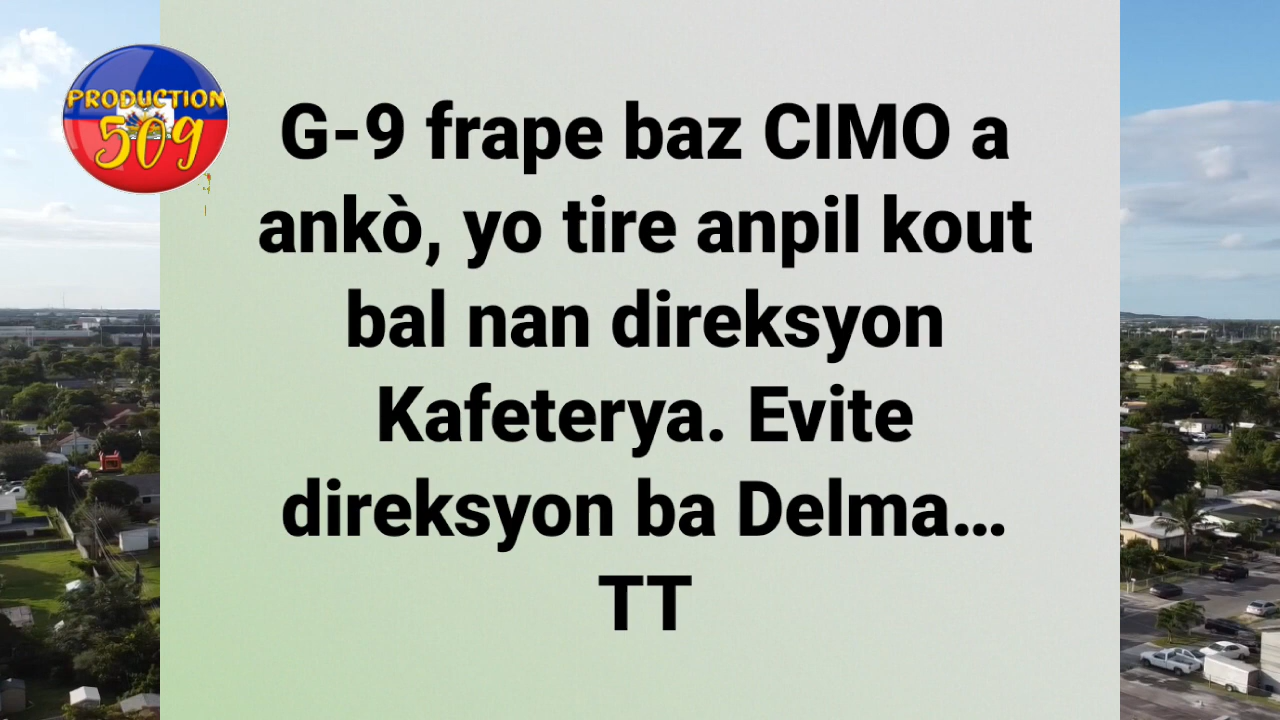 PRODUCTION
509
G-9 frape baz CIMO a
ankò, yo tire anpil kout
bal nan direksyon
Kafeterya. Evite
direksyon ba Delma...
TT